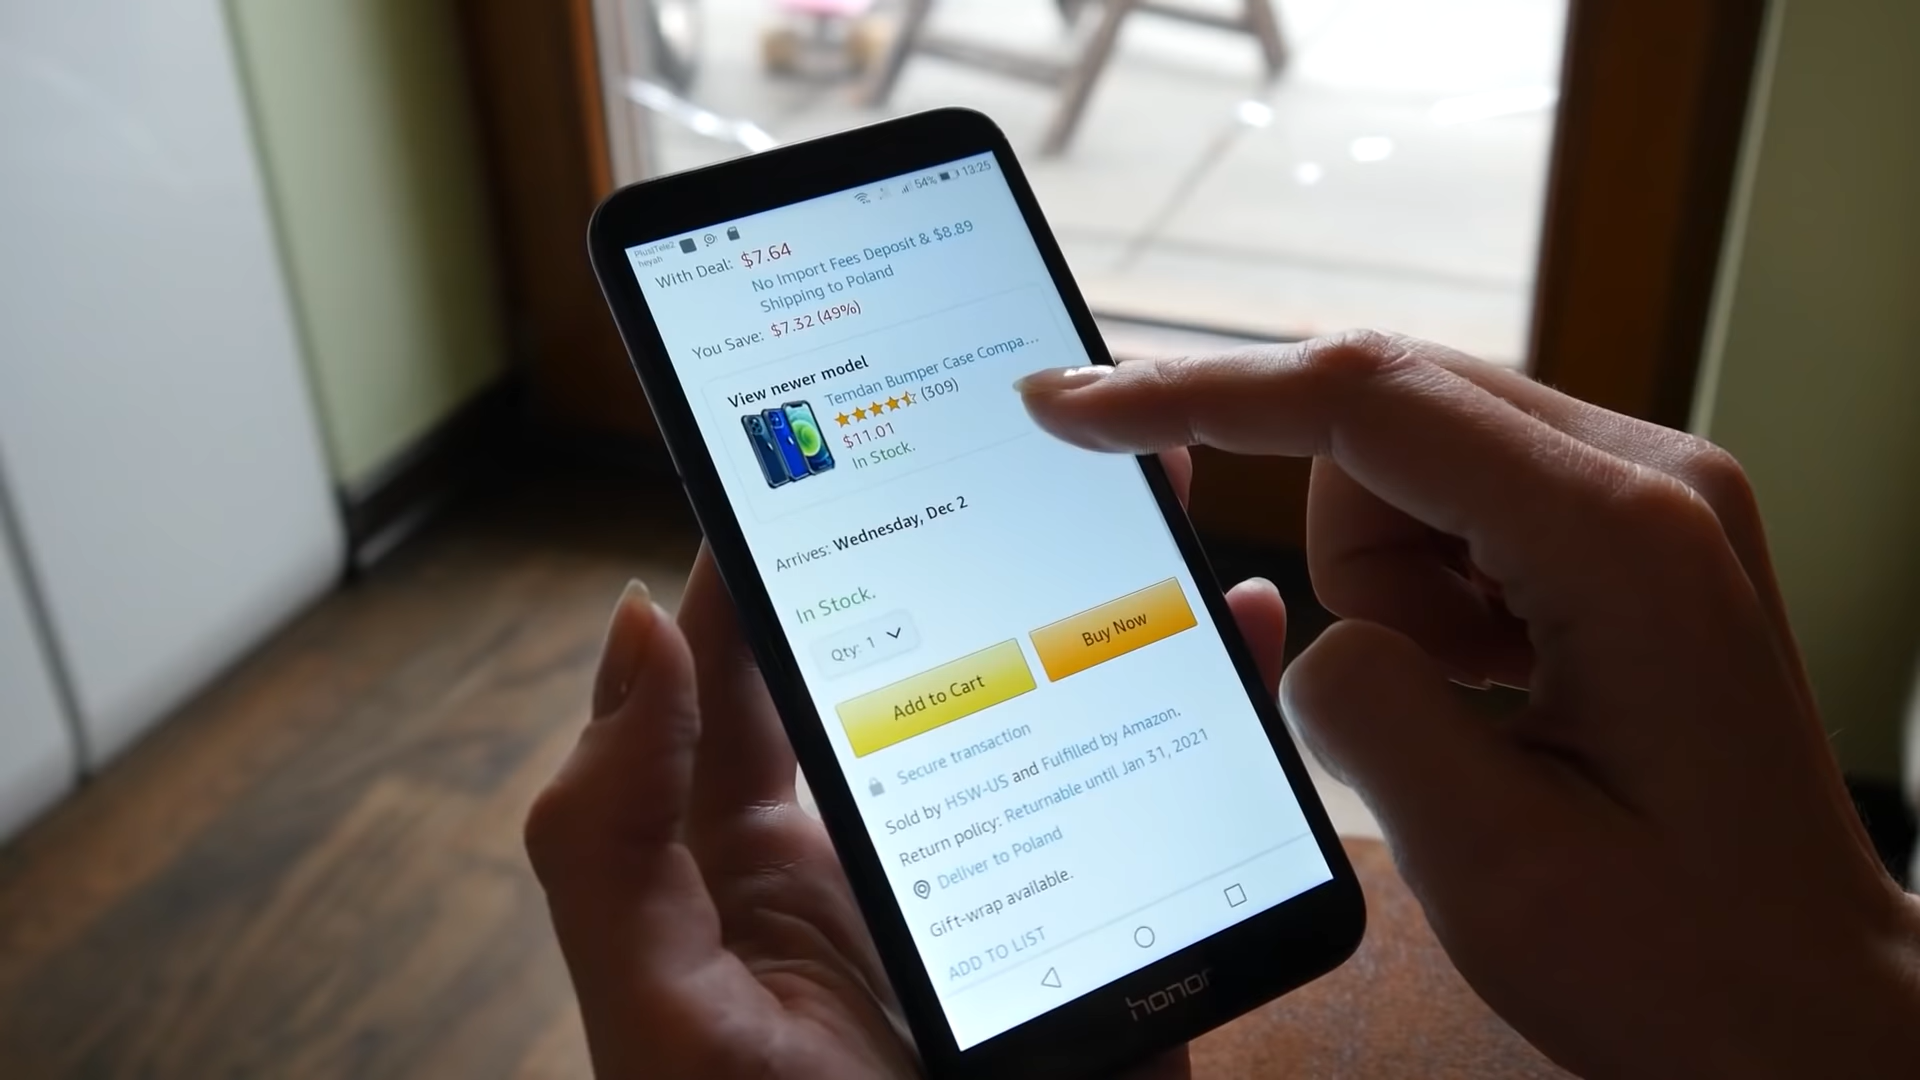 Plus|Tele2
heyah
54% 13:25
With Deal: $7.64
No Import Fees Deposit & $8.89
Shipping to Poland
You Save: $7.32 (49%)
View newer model
Temdan Bumper Case Compa...
(309)
$11.01
In Stock.
Arrives: Wednesday, Dec 2
In Stock.
Qty: 1
Add to Cart
Buy Now
Secure transaction
Sold by HSW-US and Fulfilled by Amazon.
Return policy: Returnable until Jan 31, 2021
Deliver to Poland
Gift-wrap available.
ADD TO LIST
honor